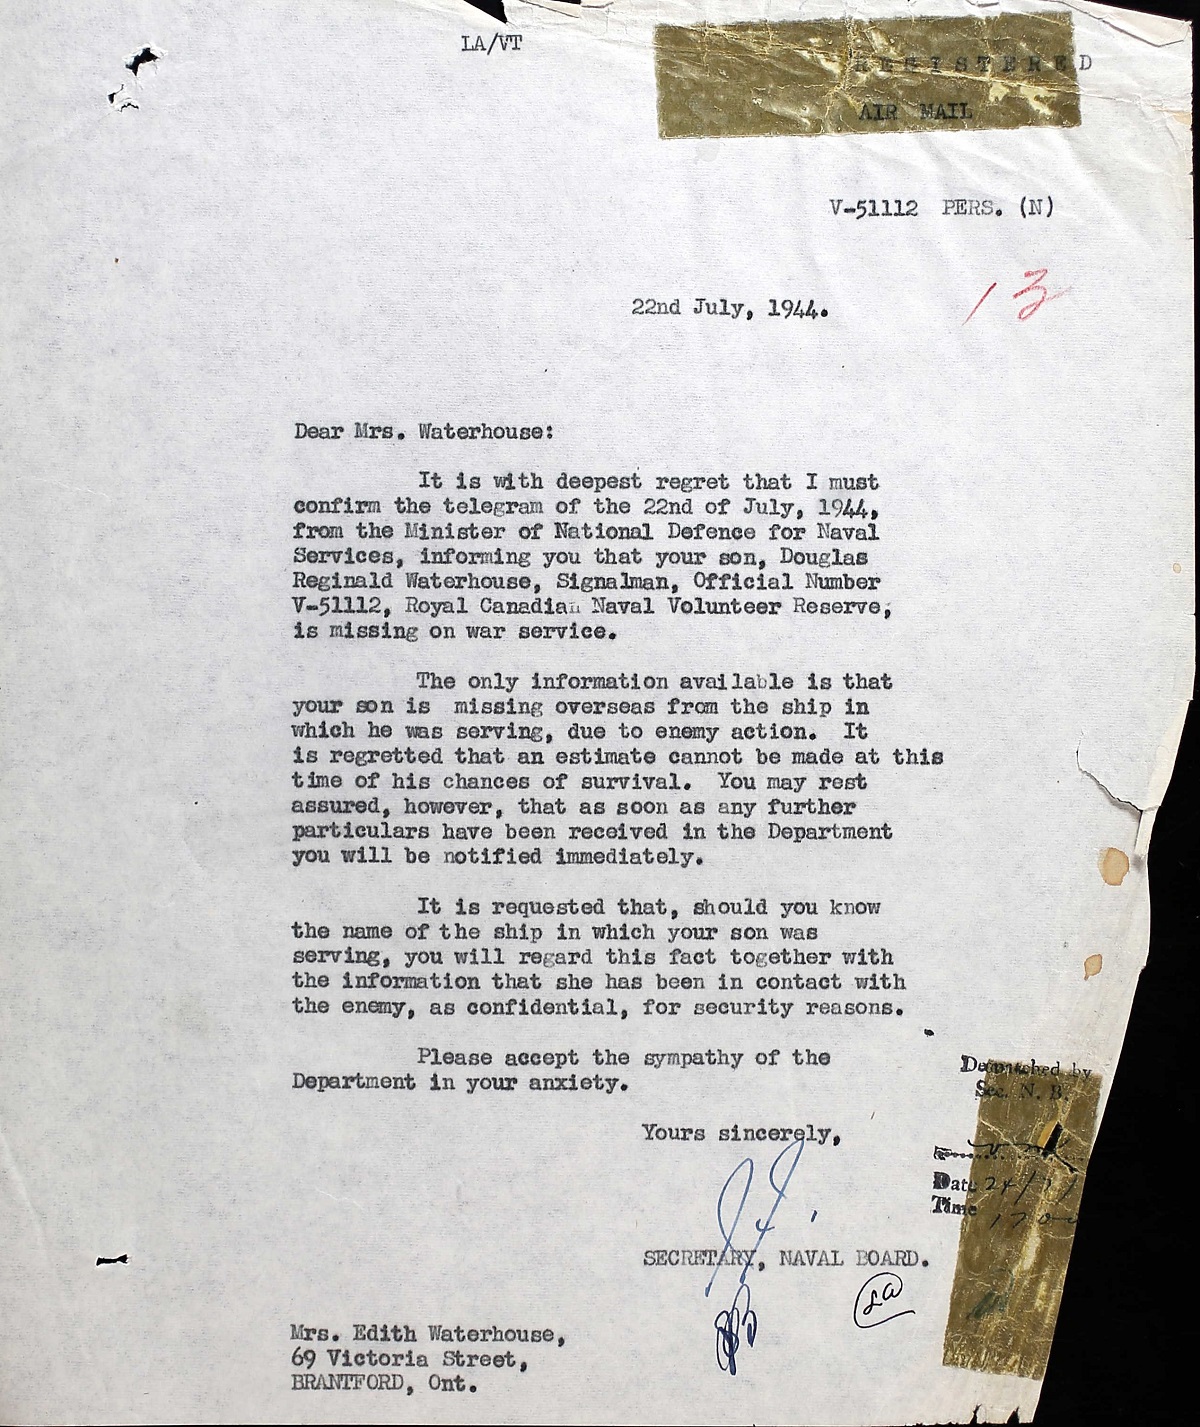 LA/VT
REGISTERED
AIR MAIL
V-51112 PERS. (N)
13
22nd July, 1944.
Dear Mrs. Waterhouse:
It is with deepest regret that I must
confirm the telegram of the 22nd of July, 1944,
from the Minister of National Defence for Naval
Services, informing you that your son, Douglas
Reginald Waterhouse, Signalman, Official Number
V-51112, Royal Canadian Naval Volunteer Reserve,
is missing on war service.
The only information available is that
your son is missing overseas from the ship in
which he was serving, due to enemy action. It
is regretted that an estimate cannot be made at this
time of his chances of survival. You may rest
assured, however, that as soon as any further
particulars have been received in the Department
you will be notified immediately.
It is requested that, should you know
the name of the ship in which your son was
serving, you will regard this fact together with
the information that she has been in contact with
the enemy, as confidential, for security reasons.
Please accept the sympathy of the
Department in your anxiety.
Despatched by
Sec. N. B.
Yours sincerely,
Date 24/7/
Time 1700
SECRETARY, NAVAL BOARD.
LA
Mrs. Edith Waterhouse,
69 Victoria Street,
BRANTFORD, Ont.